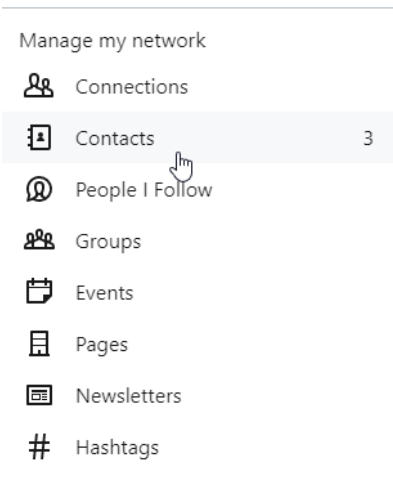 Manage my network
Connections
Contacts 3
People I Follow
Groups
Events
Pages
Newsletters
# Hashtags